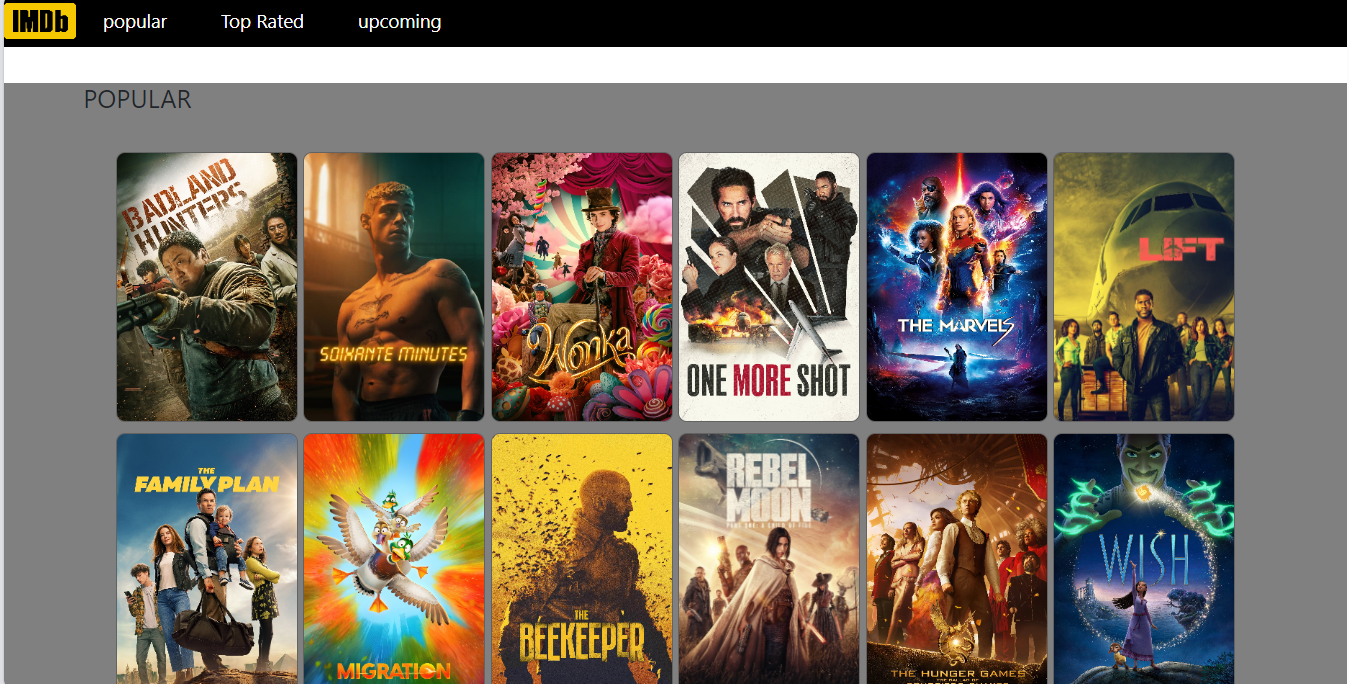 IMDb popular Top Rated upcoming
POPULAR
BADLAND
HUNTERS
SOIXANTE MINUTES
Wonka
ONE MORE SHOT
THE MARVELS
LIFT
THE
FAMILY PLAN
MIGRATION
THE
BEEKEEPER
REBEL
MOON
PART ONE: A CHILD OF FIRE
THE HUNGER GAMES
WISH